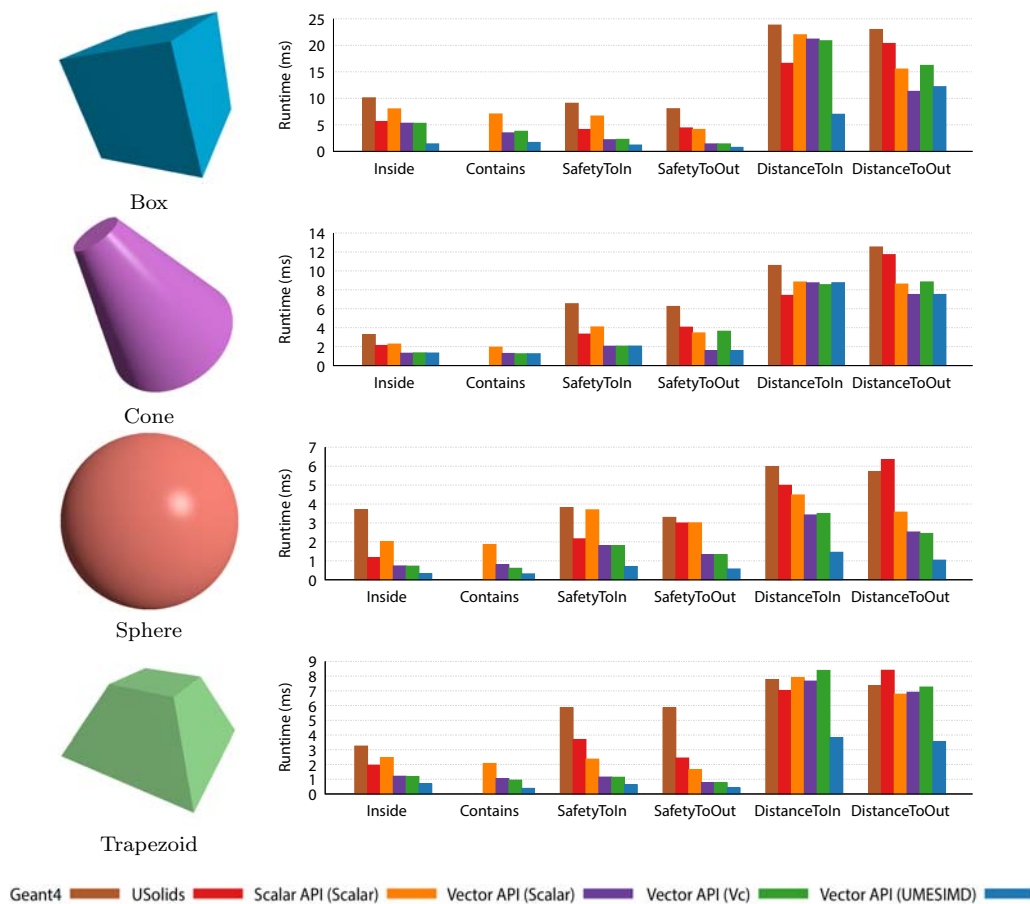 25
20
15
10
5
0
Runtime (ms)
Inside Contains SafetyToIn SafetyToOut DistanceToIn DistanceToOut
Box
14
12
10
8
6
4
2
0
Runtime (ms)
Inside Contains SafetyToIn SafetyToOut DistanceToIn DistanceToOut
Cone
7
6
5
4
3
2
1
0
Runtime (ms)
Inside Contains SafetyToIn SafetyToOut DistanceToIn DistanceToOut
Sphere
9
8
7
6
5
4
3
2
1
0
Runtime (ms)
Inside Contains SafetyToIn SafetyToOut DistanceToIn DistanceToOut
Trapezoid
Geant4 USolids Scalar API (Scalar) Vector API (Scalar) Vector API (Vc) Vector API (UMESIMD)